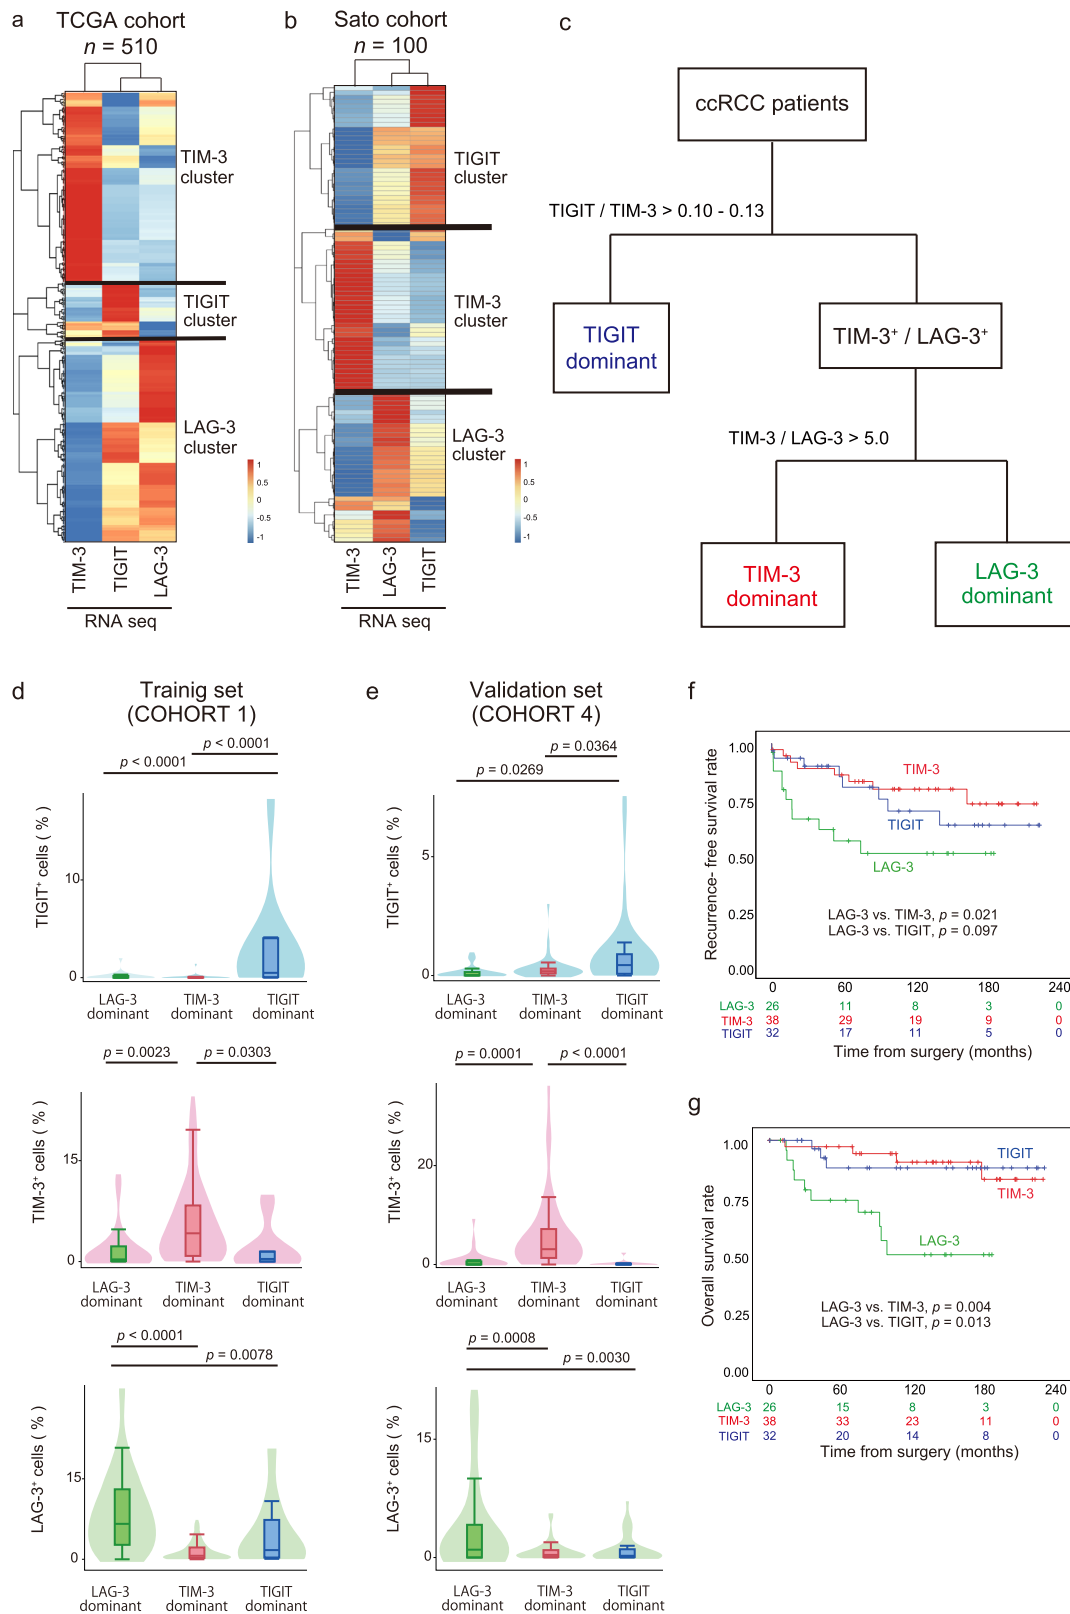 a
TCGA cohort
n = 510
TIM-3
cluster
TIGIT
cluster
LAG-3
cluster
1
0.5
0
-0.5
-1
TIM-3
TIGIT
LAG-3
RNA seq
b
Sato cohort
n = 100
TIGIT
cluster
TIM-3
cluster
LAG-3
cluster
1
0.5
0
-0.5
-1
TIM-3
LAG-3
TIGIT
RNA seq
c
ccRCC patients
TIGIT / TIM-3 > 0.10 - 0.13
TIGIT
dominant
TIM-3⁺ / LAG-3⁺
TIM-3 / LAG-3 > 5.0
TIM-3
dominant
LAG-3
dominant
d
Trainig set
(COHORT 1)
p < 0.0001
p < 0.0001
TIGIT⁺ cells ( % )
10
0
LAG-3
dominant
TIM-3
dominant
TIGIT
dominant
p = 0.0023
p = 0.0303
TIM-3⁺ cells ( % )
15
0
LAG-3
dominant
TIM-3
dominant
TIGIT
dominant
p < 0.0001
p = 0.0078
LAG-3⁺ cells ( % )
15
0
LAG-3
dominant
TIM-3
dominant
TIGIT
dominant
e
Validation set
(COHORT 4)
p = 0.0364
p = 0.0269
TIGIT⁺ cells ( % )
5
0
LAG-3
dominant
TIM-3
dominant
TIGIT
dominant
p = 0.0001
p < 0.0001
TIM-3⁺ cells ( % )
20
0
LAG-3
dominant
TIM-3
dominant
TIGIT
dominant
p = 0.0008
p = 0.0030
LAG-3⁺ cells ( % )
15
0
LAG-3
dominant
TIM-3
dominant
TIGIT
dominant
f
Recurrence- free survival rate
1.00
0.75
0.50
0.25
0.00
TIM-3
TIGIT
LAG-3
LAG-3 vs. TIM-3, p = 0.021
LAG-3 vs. TIGIT, p = 0.097
0 60 120 180 240
LAG-3 26 11 8 3 0
TIM-3 38 29 19 9 0
TIGIT 32 17 11 5 0
Time from surgery (months)
g
Overall survival rate
1.00
0.75
0.50
0.25
0.00
TIGIT
TIM-3
LAG-3
LAG-3 vs. TIM-3, p = 0.004
LAG-3 vs. TIGIT, p = 0.013
0 60 120 180 240
LAG-3 26 15 8 3 0
TIM-3 38 33 23 11 0
TIGIT 32 20 14 8 0
Time from surgery (months)